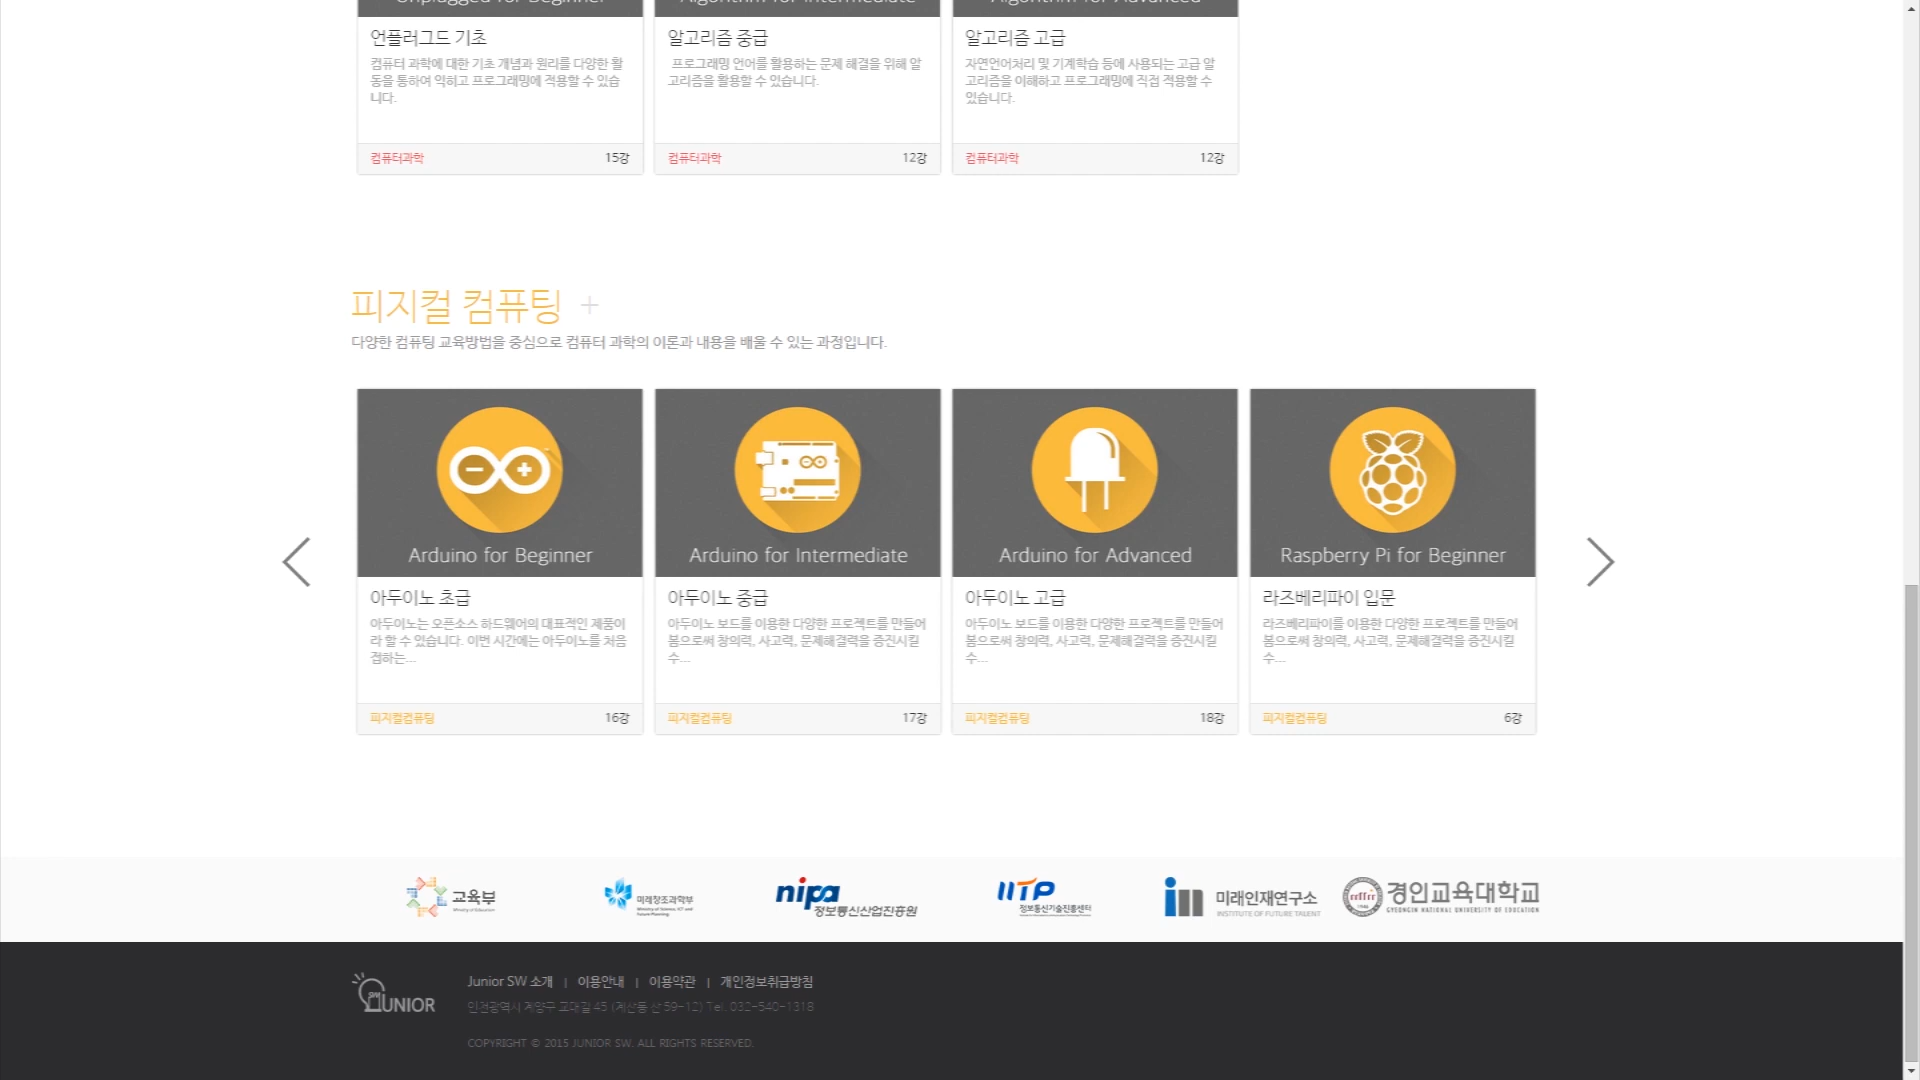 Unplugged for Beginner
Algorithm for Intermediate
Algorithm for Advanced
언플러그드 기초
컴퓨터 과학에 대한 기초 개념과 원리를 다양한 활
동을 통하여 익히고 프로그래밍에 적용할 수 있습
니다.
컴퓨터과학 15강
알고리즘 중급
프로그래밍 언어를 활용하는 문제 해결을 위해 알
고리즘을 활용할 수 있습니다.
컴퓨터과학 12강
알고리즘 고급
자연언어처리 및 기계학습 등에 사용되는 고급 알
고리즘을 이해하고 프로그래밍에 직접 적용할 수
있습니다.
컴퓨터과학 12강
피지컬 컴퓨팅 +
다양한 컴퓨팅 교육방법을 중심으로 컴퓨터 과학의 이론과 내용을 배울 수 있는 과정입니다.
Arduino for Beginner
아두이노 초급
아두이노는 오픈소스 하드웨어의 대표적인 제품이
라 할 수 있습니다. 이번 시간에는 아두이노를 처음
접하는...
피지컬컴퓨팅 16강
Arduino for Intermediate
아두이노 중급
아두이노 보드를 이용한 다양한 프로젝트를 만들어
봄으로써 창의력, 사고력, 문제해결력을 증진시킬
수...
피지컬컴퓨팅 17강
Arduino for Advanced
아두이노 고급
아두이노 보드를 이용한 다양한 프로젝트를 만들어
봄으로써 창의력, 사고력, 문제해결력을 증진시킬
수...
피지컬컴퓨팅 18강
Raspberry Pi for Beginner
라즈베리파이 입문
라즈베리파이를 이용한 다양한 프로젝트를 만들어
봄으로써 창의력, 사고력, 문제해결력을 증진시킬
수...
피지컬컴퓨팅 6강
교육부
Ministry of Education
미래창조과학부
Ministry of Science, ICT and
Future Planning
nipa
정보통신산업진흥원
IITP
정보통신기술진흥센터
im 미래인재연구소
INSTITUTE OF FUTURE TALENT
경인교육대학교
GYEONGIN NATIONAL UNIVERSITY OF EDUCATION
1946
SW JUNIOR
Junior SW 소개 | 이용안내 | 이용약관 | 개인정보취급방침
인천광역시 계양구 교대길 45 (계산동 산 59-12) Tel. 032-540-1318
COPYRIGHT © 2015 JUNIOR SW. ALL RIGHTS RESERVED.